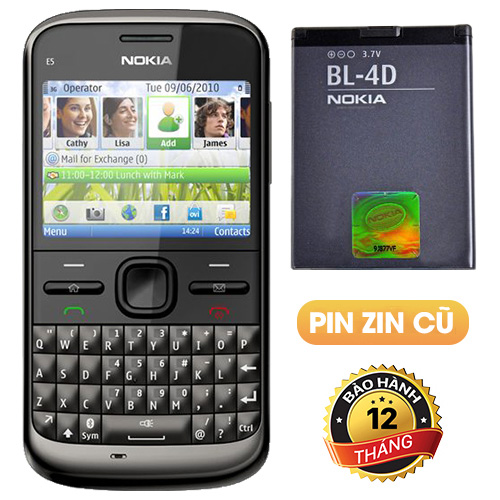 E5
NOKIA
Operator Tue 09/06/2010
Cathy Lisa Add James
@ Mail for Exchange (0)
11:00-12:00 Lunch with Mark
ovi
Menu 14:24 Contacts
Q W E R T Y U I O P
A S D F G H J K L
Z X C V B N M
Sym Ctrl
3.7V
BL-4D
NOKIA
NOKIA
PIN ZIN CŨ
BẢO HÀNH
12
THÁNG